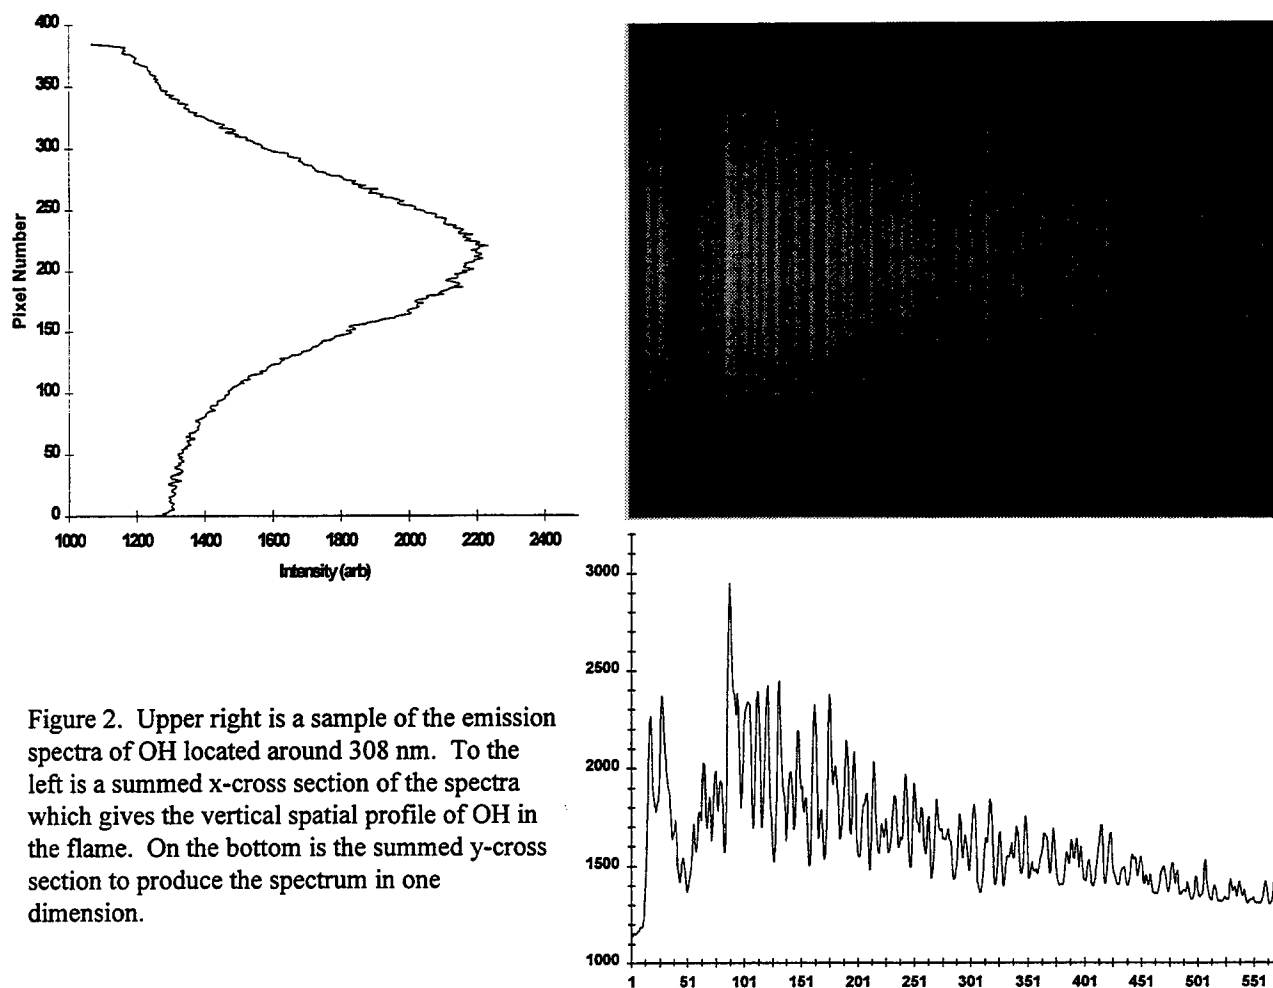 400
350
300
250
200
150
100
50
0
Pixel Number
1000 1200 1400 1600 1800 2000 2200 2400
Intensity (arb)
3000
2500
2000
1500
1000
1 51 101 151 201 251 301 351 401 451 501 551
Figure 2. Upper right is a sample of the emission
spectra of OH located around 308 nm. To the
left is a summed x-cross section of the spectra
which gives the vertical spatial profile of OH in
the flame. On the bottom is the summed y-cross
section to produce the spectrum in one
dimension.